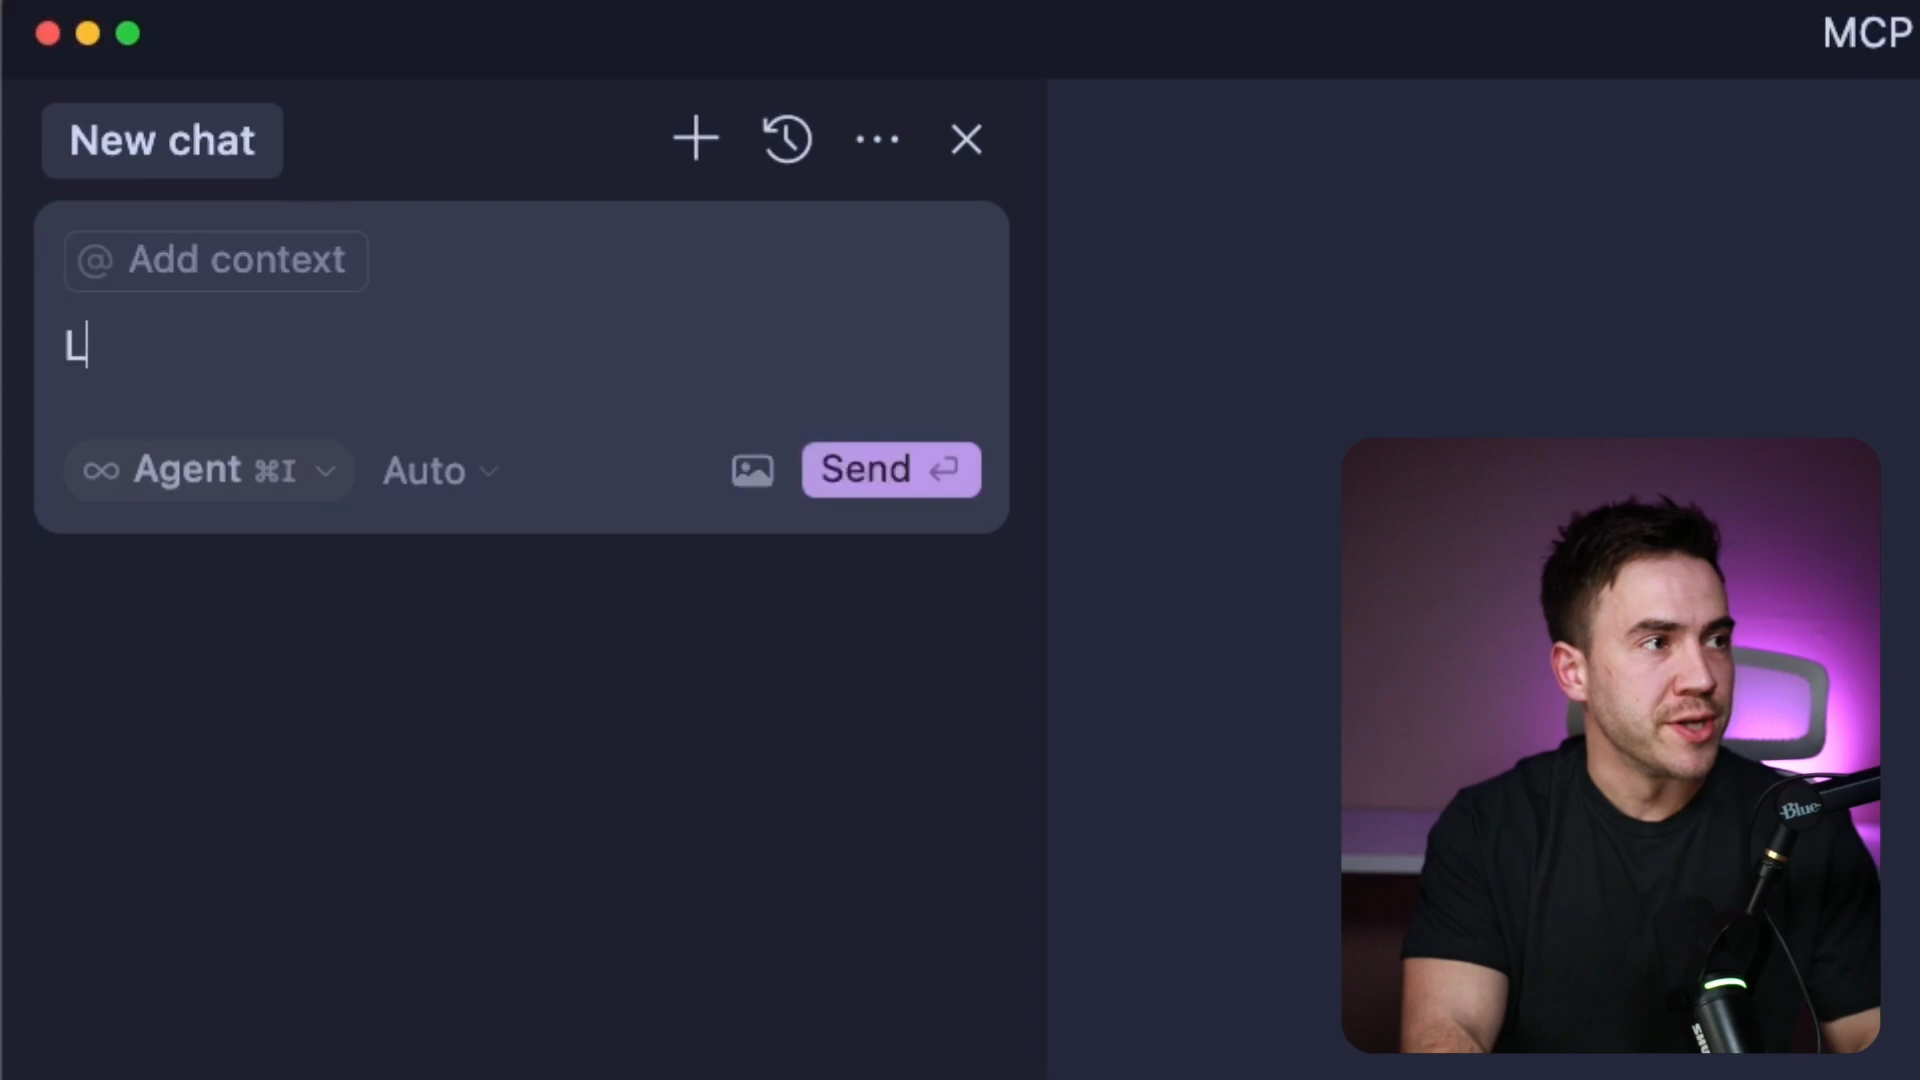 MCP
New chat
@ Add context
L
∞ Agent ⌘I Auto Send
Blue